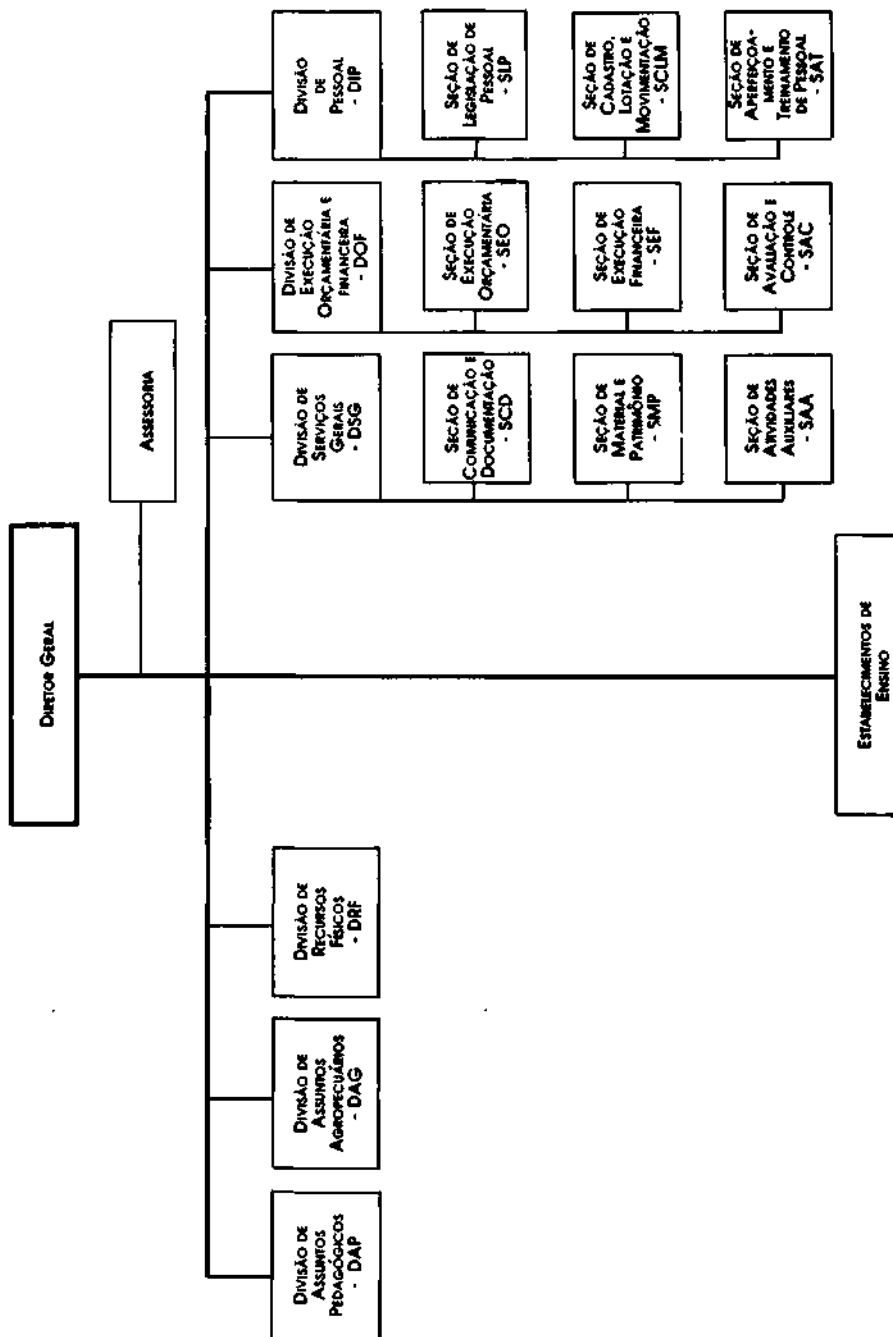 DIRETOR GERAL
ASSESSORIA
DIVISÃO DE
ASSUNTOS
PEDAGÓGICOS
- DAP
DIVISÃO DE
ASSUNTOS
AGROPECUÁRIOS
- DAG
DIVISÃO DE
RECURSOS
FÍSICOS
- DRF
DIVISÃO DE
SERVIÇOS
GERAIS
- DSG
DIVISÃO DE
EXECUÇÃO
ORÇAMENTÁRIA E
FINANCEIRA
- DOF
DIVISÃO
DE
PESSOAL
- DIP
SEÇÃO DE
COMUNICAÇÃO E
DOCUMENTAÇÃO
- SCD
SEÇÃO DE
EXECUÇÃO
ORÇAMENTÁRIA
- SEO
SEÇÃO DE
LEGISLAÇÃO DE
PESSOAL
- SLP
SEÇÃO DE
MATERIAL E
PATRIMÔNIO
- SMP
SEÇÃO DE
EXECUÇÃO
FINANCEIRA
- SEF
SEÇÃO DE
CADASTRO,
LOTAÇÃO E
MOVIMENTAÇÃO
- SCLM
SEÇÃO DE
ATIVIDADES
AUXILIARES
- SAA
SEÇÃO DE
AVALIAÇÃO E
CONTROLE
- SAC
SEÇÃO DE
APERFEIÇOA-
MENTO E
TREINAMENTO
DE PESSOAL
- SAT
ESTABELECIMENTOS DE
ENSINO